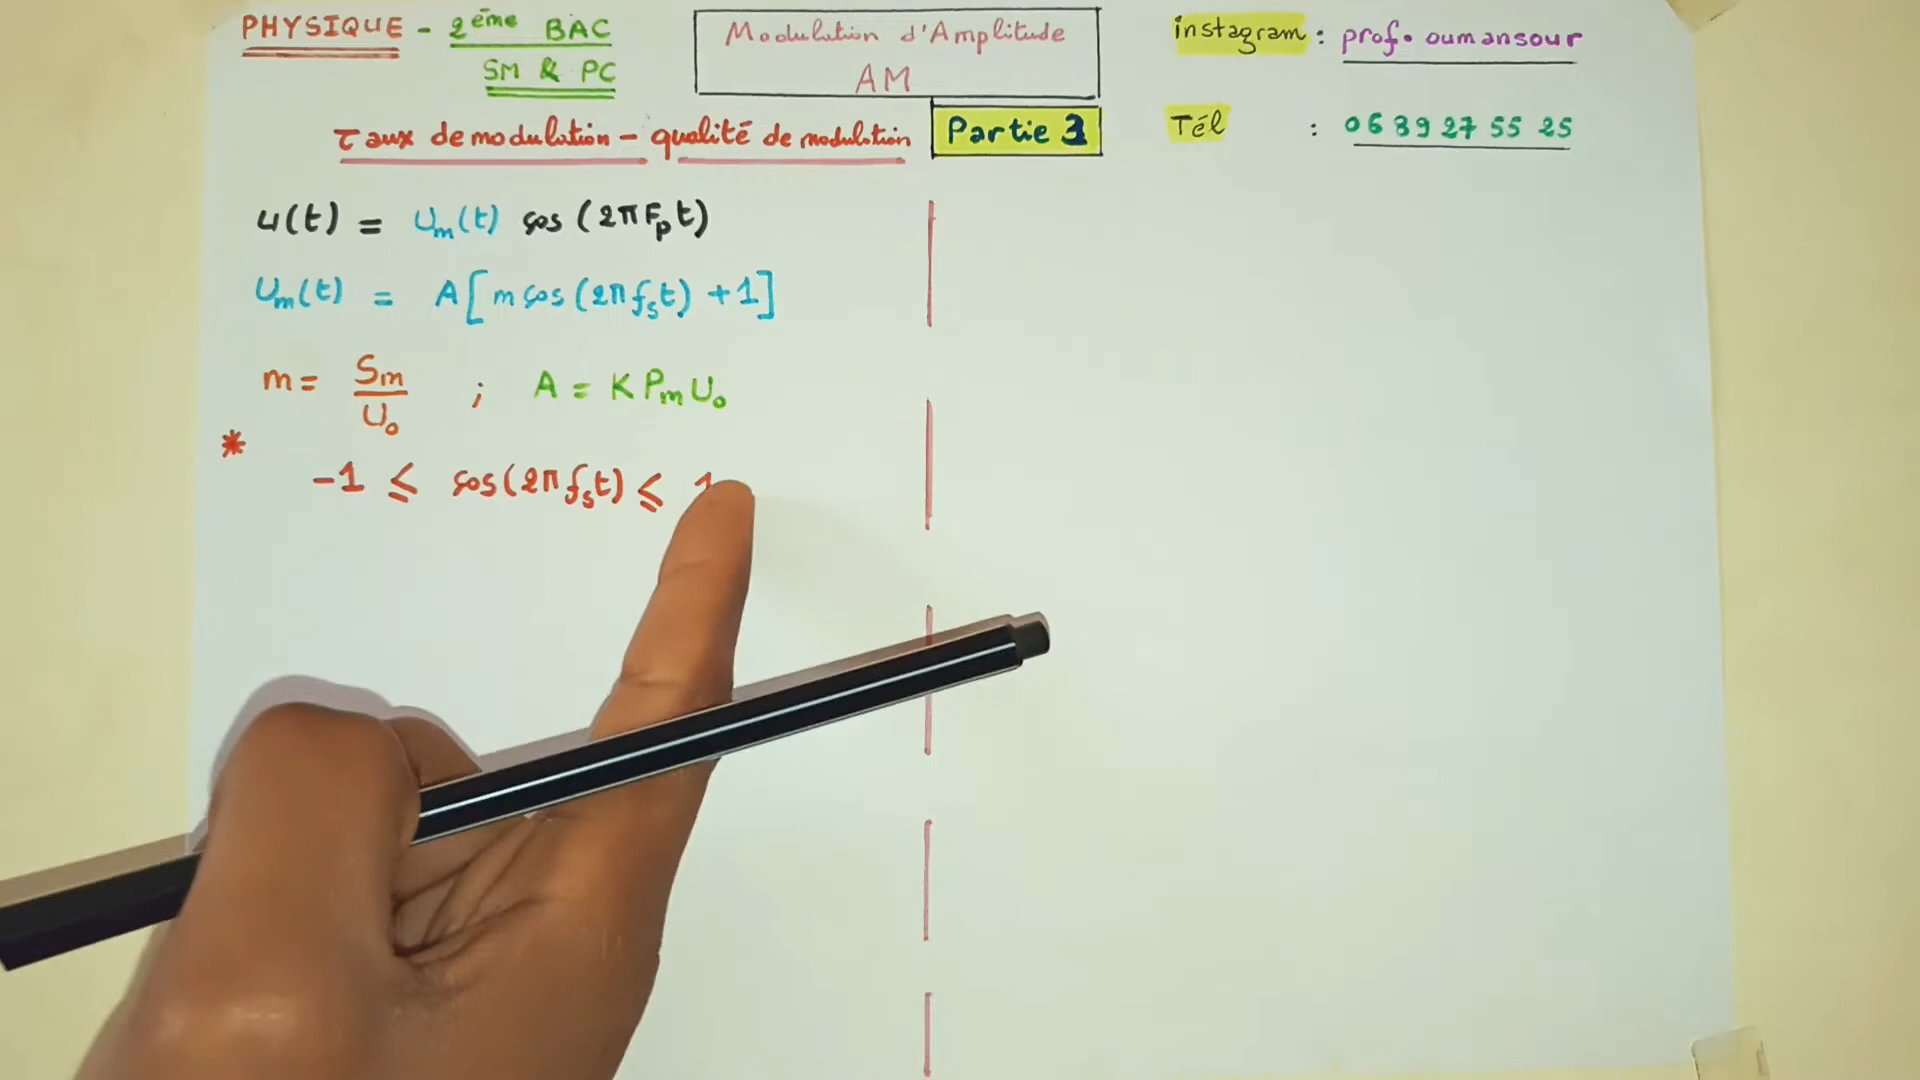 PHYSIQUE - 2ème BAC
SM & PC
Modulation d'Amplitude
AM
instagram : prof. oumansour
Taux de modulation - qualité de modulation
Partie 3
Tél : 06 39 27 55 25
u(t) = Um(t) cos (2πFpt)
Um(t) = A[m cos (2πfst) +1]
m = Sm/U0 ; A = K Pm U0
*
-1 ≤ cos(2πfst) ≤ 1